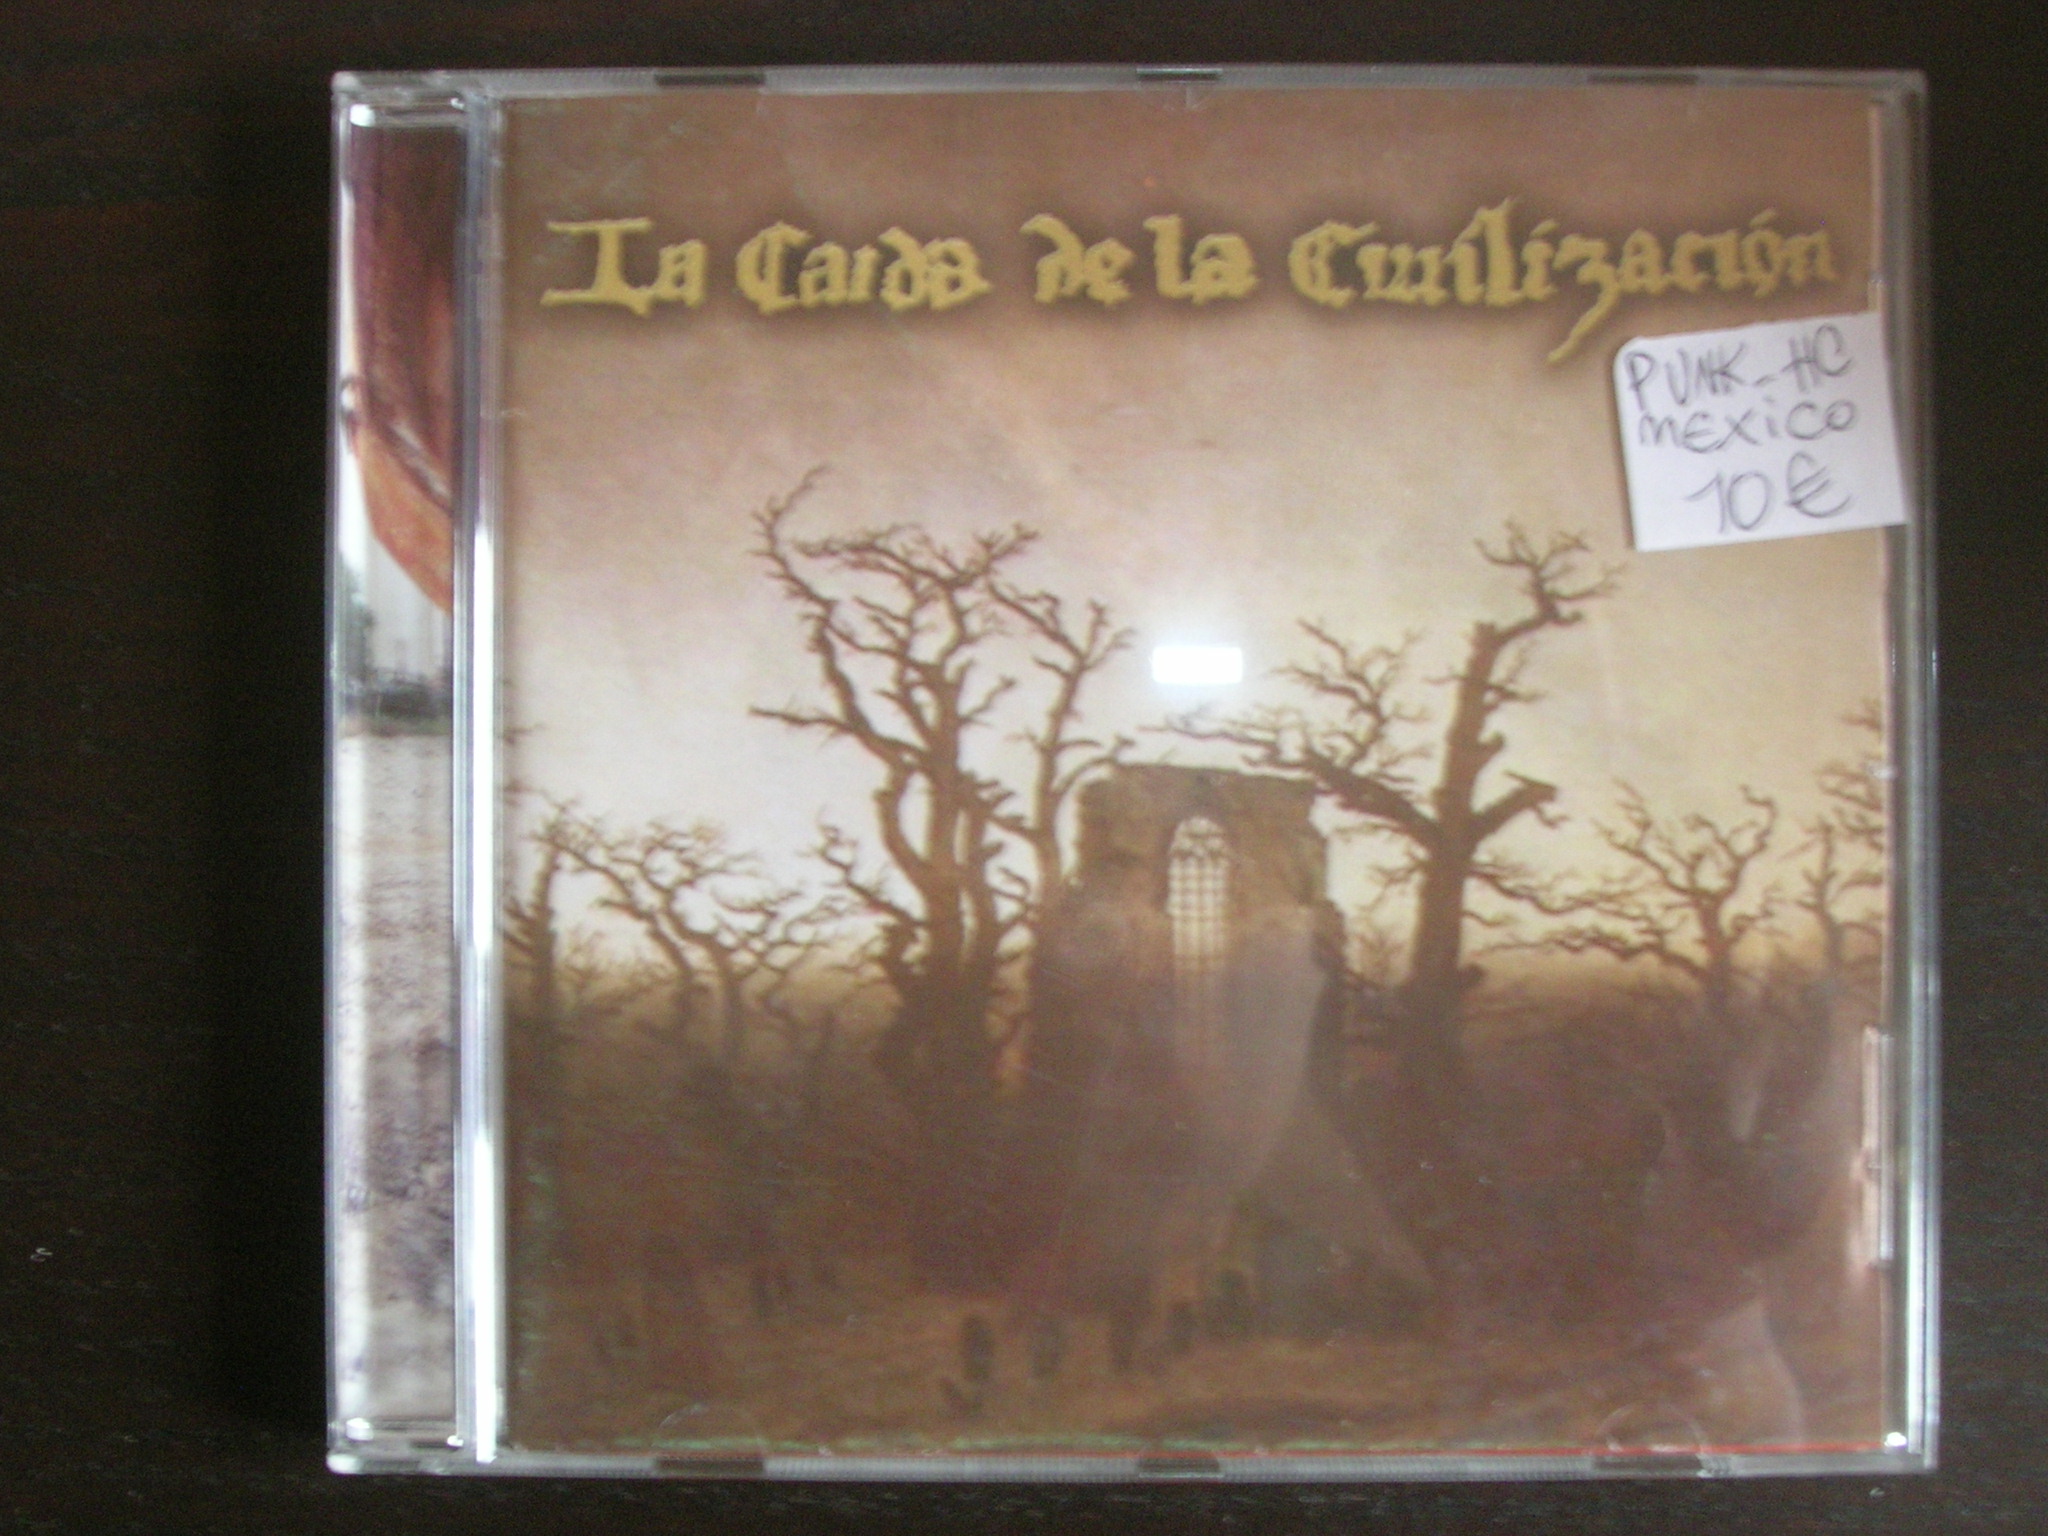 La Caida de la Civilización
PUNK-HC
MEXICO
10€